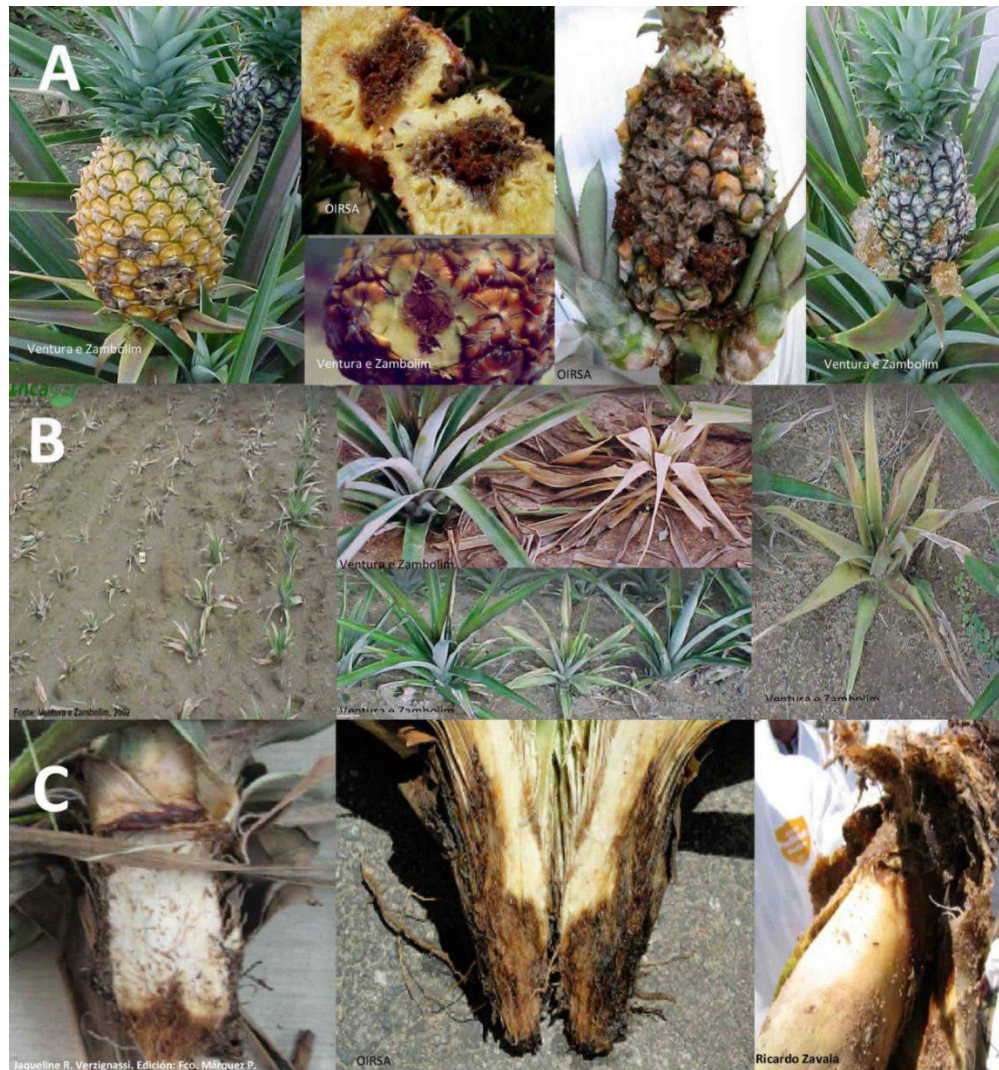 A
OIRSA
Ventura e Zambolim
Ventura e Zambolim
OIRSA
Ventura e Zambolim
B
Incaper
Ventura e Zambolim
Ventura e Zambolim
Ventura e Zambolim
Fonte: Ventura e Zambolim, 2002
C
Jaqueline R. Verzignassi. Edición: Fco. Márquez P.
OIRSA
Ricardo Zavala